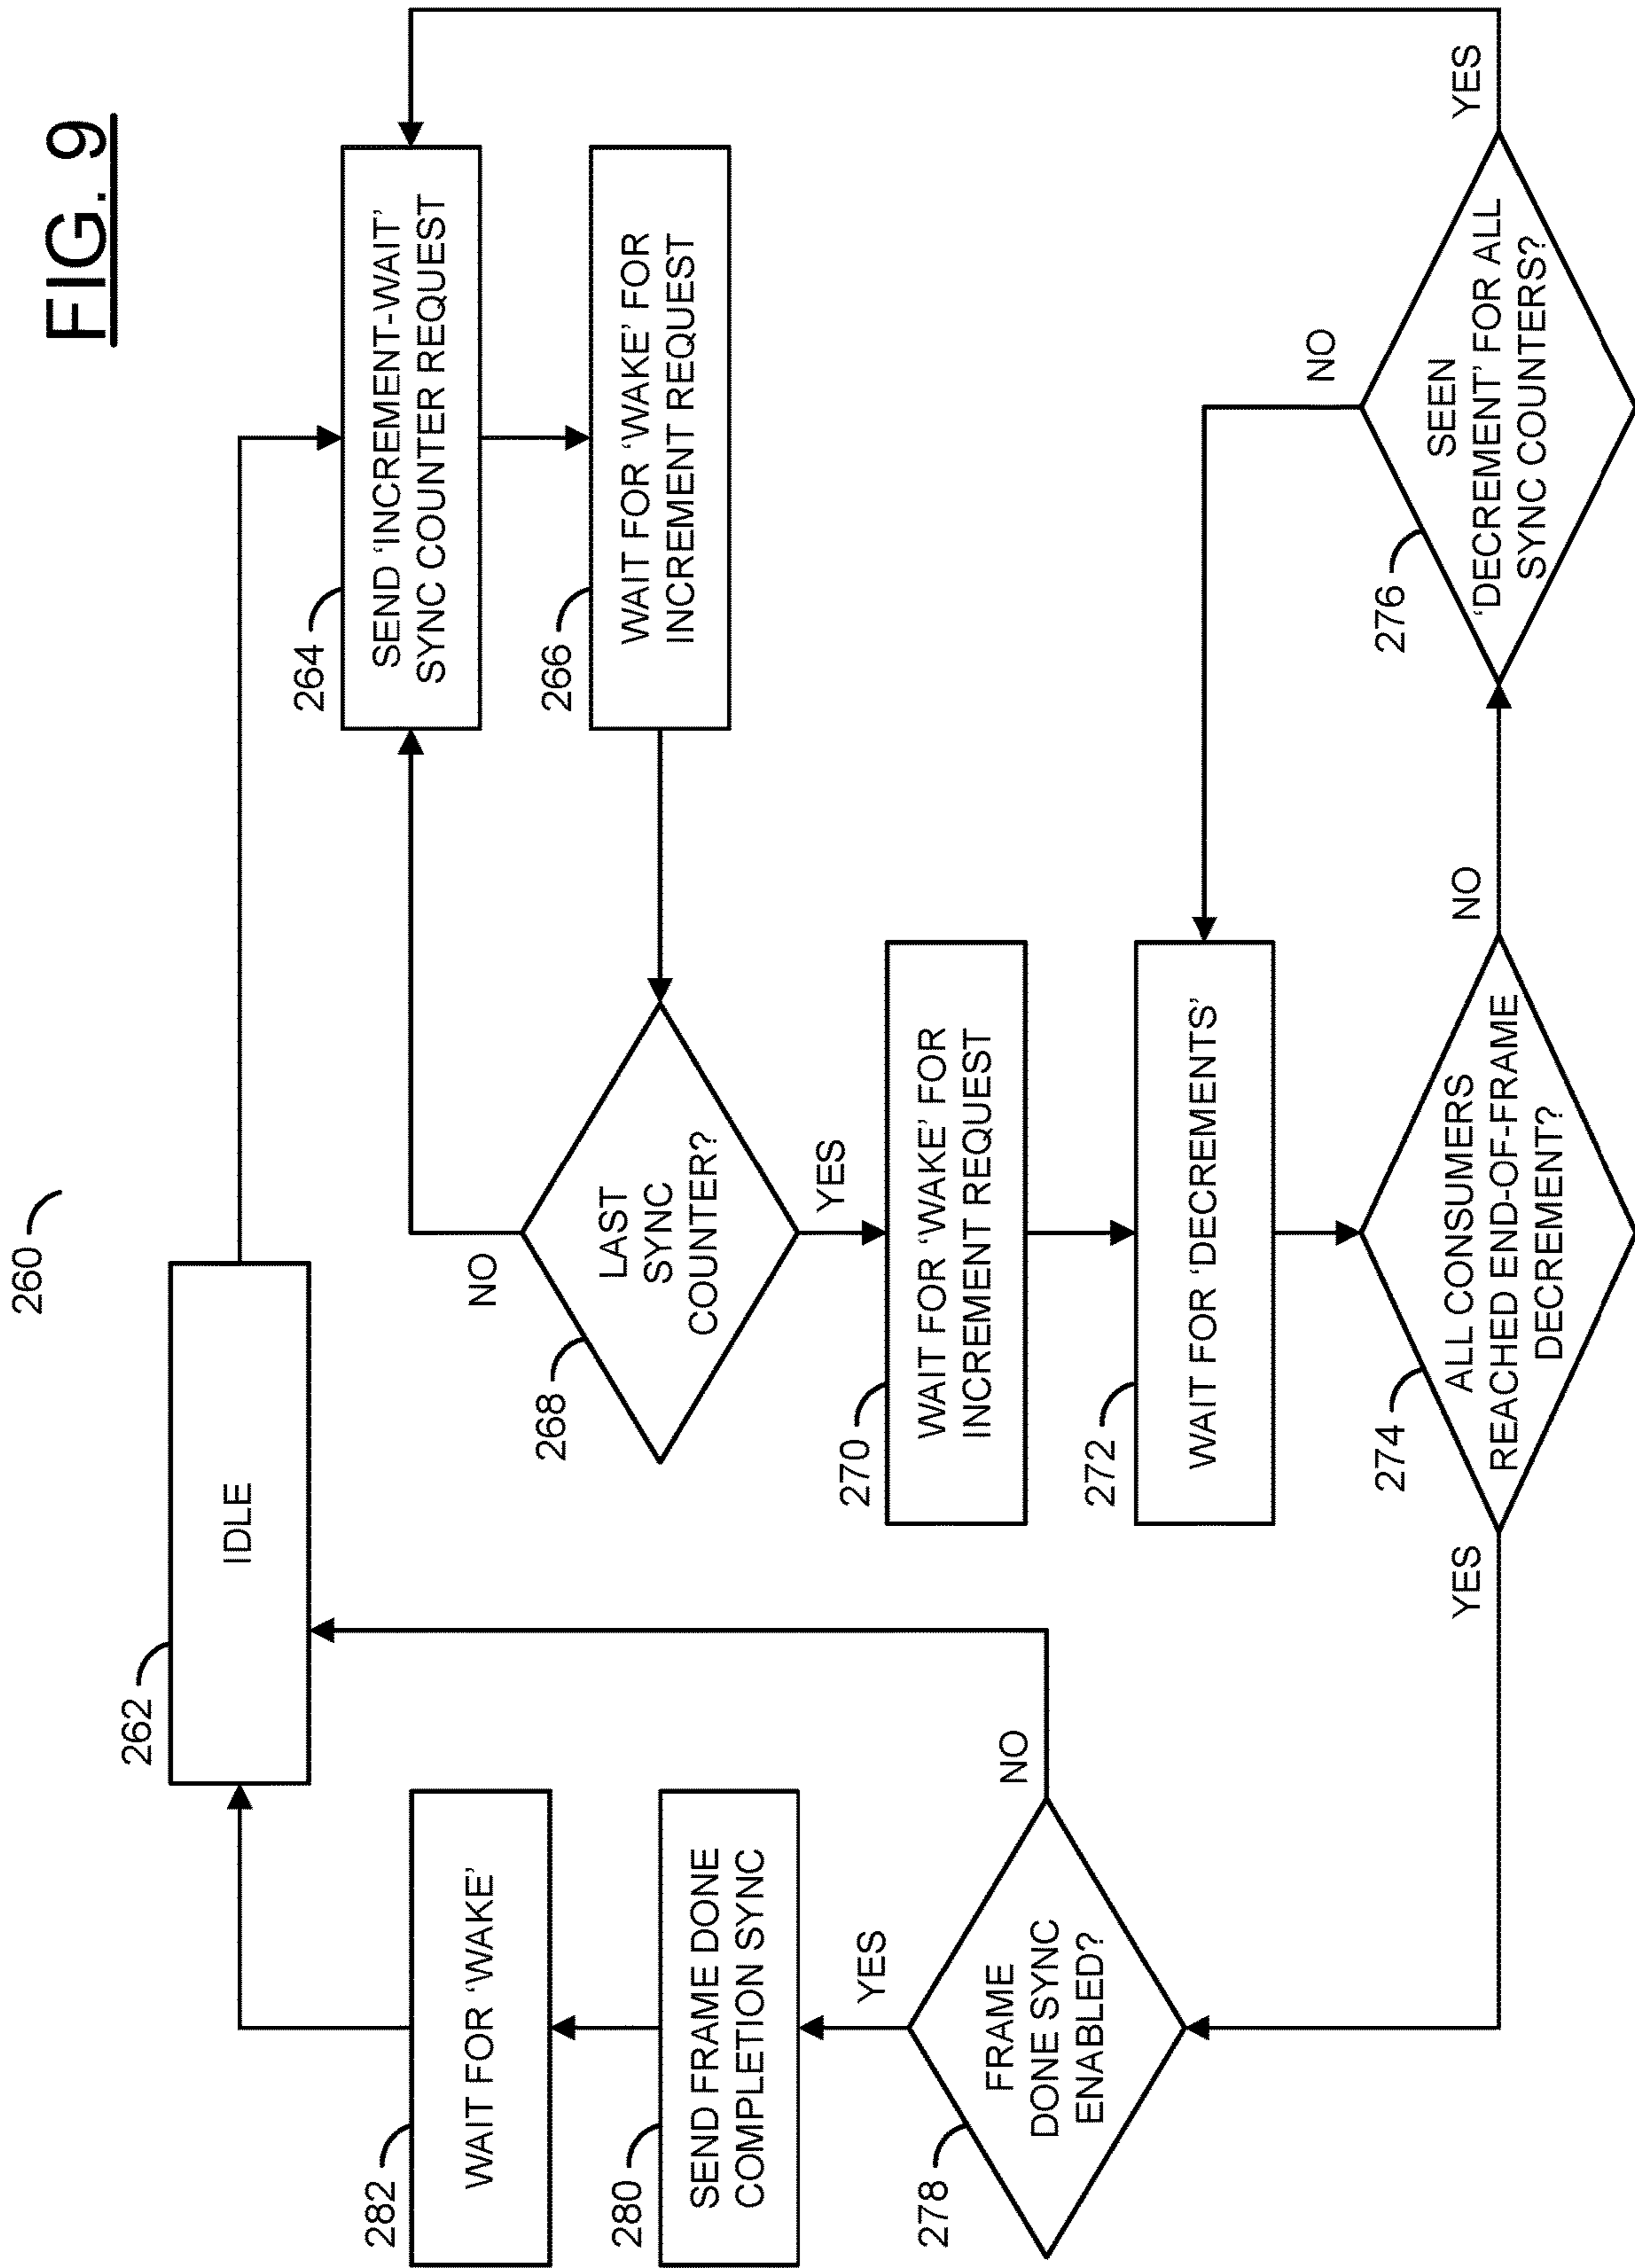 FIG. 9
260
262
IDLE
264
SEND ‘INCREMENT-WAIT’
SYNC COUNTER REQUEST
266
WAIT FOR ‘WAKE’ FOR
INCREMENT REQUEST
268
LAST
SYNC
COUNTER?
NO
YES
270
WAIT FOR ‘WAKE’ FOR
INCREMENT REQUEST
272
WAIT FOR ‘DECREMENTS’
274
ALL CONSUMERS
REACHED END-OF-FRAME
DECREMENT?
NO
YES
276
SEEN
‘DECREMENT’ FOR ALL
SYNC COUNTERS?
NO
YES
278
FRAME
DONE SYNC
ENABLED?
NO
YES
280
SEND FRAME DONE
COMPLETION SYNC
282
WAIT FOR ‘WAKE’